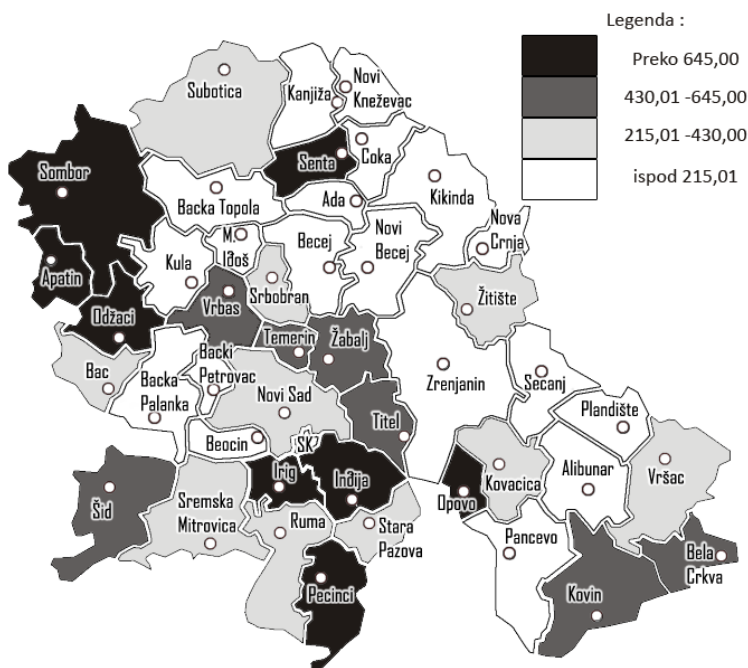 Legenda :
Preko 645,00
430,01 -645,00
215,01 -430,00
ispod 215,01
Subotica
Kanjiža
Novi
Kneževac
Senta
Coka
Sombor
Backa Topola
Ada
Kikinda
Nova
Crnja
M.
Iđoš
Becej
Novi
Becej
Kula
Apatin
Srbobran
Žitište
Odžaci
Vrbas
Temerin
Žabalj
Bac
Backa
Palanka
Backi
Petrovac
Novi Sad
Zrenjanin
Secanj
Titel
Plandište
Beocin
SK
Irig
Inđija
Opovo
Kovacica
Alibunar
Vršac
Šid
Sremska
Mitrovica
Ruma
Stara
Pazova
Pancevo
Bela
Crkva
Pecinci
Kovin